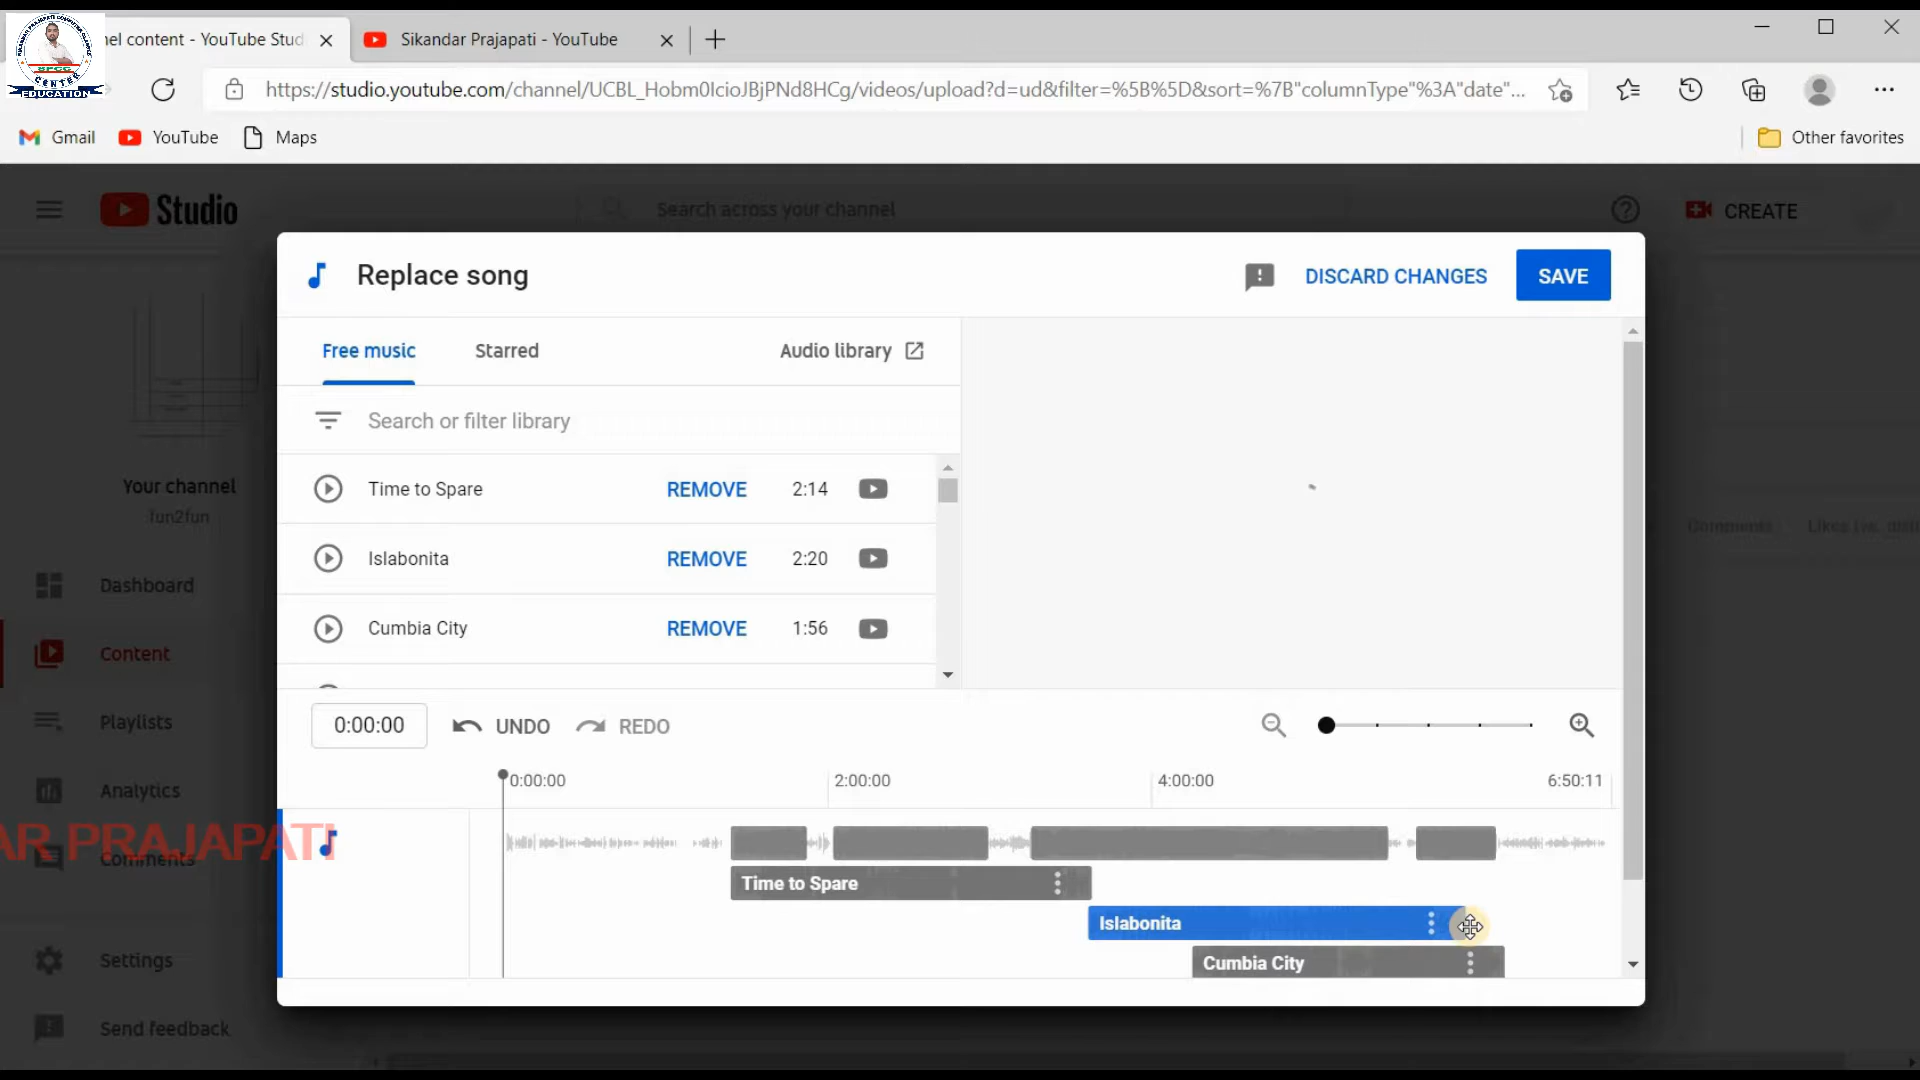 nel content - YouTube Stud
Sikandar Prajapati - YouTube
CENTER
EDUCATION
https://studio.youtube.com/channel/UCBL_Hobm0IcioJBjPNd8HCg/videos/upload?d=ud&filter=%5B%5D&sort=%7B"columnType"%3A"date"...
Gmail
YouTube
Maps
Other favorites
Studio
Search across your channel
CREATE
Replace song
DISCARD CHANGES
SAVE
Free music
Starred
Audio library
Search or filter library
Time to Spare REMOVE 2:14
Islabonita REMOVE 2:20
Cumbia City REMOVE 1:56
Your channel
fun2fun
Comments
Dashboard
Content
Playlists
Analytics
Comments
Settings
Send feedback
0:00:00
UNDO
REDO
0:00:00
2:00:00
4:00:00
6:50:11
AR PRAJAPATI
Time to Spare
Islabonita
Cumbia City